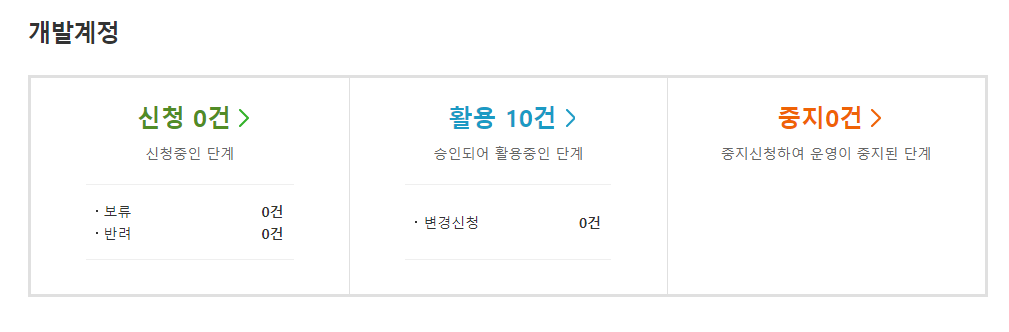 개발계정
신청 0건
신청중인 단계
· 보류 0건
· 반려 0건
활용 10건
승인되어 활용중인 단계
· 변경신청 0건
중지0건
중지신청하여 운영이 중지된 단계